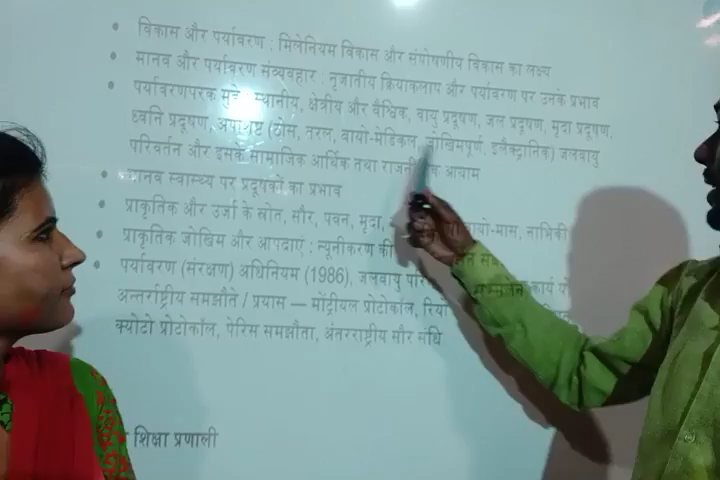 • विकास और पर्यावरण : मिलेनियम विकास और संपोषणीय विकास का लक्ष्य
• मानव और पर्यावरण संव्यवहार : नृजातीय क्रियाकलाप और पर्यावरण पर उनके प्रभाव
• पर्यावरणपरक मुद्दे : स्थानीय, क्षेत्रीय और वैश्विक, वायु प्रदूषण, जल प्रदूषण, मृदा प्रदूषण,
ध्वनि प्रदूषण, अपशिष्ट (ठोस, तरल, बायो-मेडिकल, जोखिमपूर्ण, इलैक्ट्रानिक) जलवायु
परिवर्तन और इसके सामाजिक आर्थिक तथा आयाम
• मानव स्वास्थ्य पर प्रदूषकों का प्रभाव
• प्राकृतिक और उर्जा के स्रोत, सौर, पवन, मृदा, नाभिकी
• प्राकृतिक जोखिम और आपदाएं : न्यूनीकरण की
• पर्यावरण (संरक्षण) अधिनियम (1986), जलवायु कार्य
अन्तर्राष्ट्रीय समझौते / प्रयास — मोंट्रीयल प्रोटोकॉल, रियो
क्योटो प्रोटोकॉल, पेरिस समझौता, अंतरराष्ट्रीय सौर संधि
शिक्षा प्रणाली